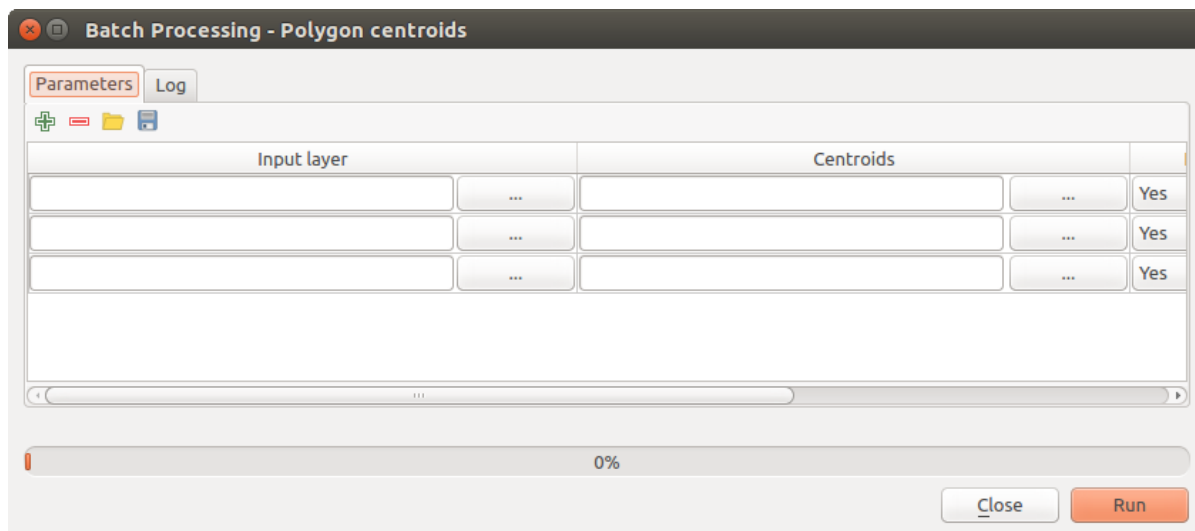 Batch Processing - Polygon centroids
Parameters Log
Input layer Centroids
... ... Yes
... ... Yes
... ... Yes
0%
Close Run